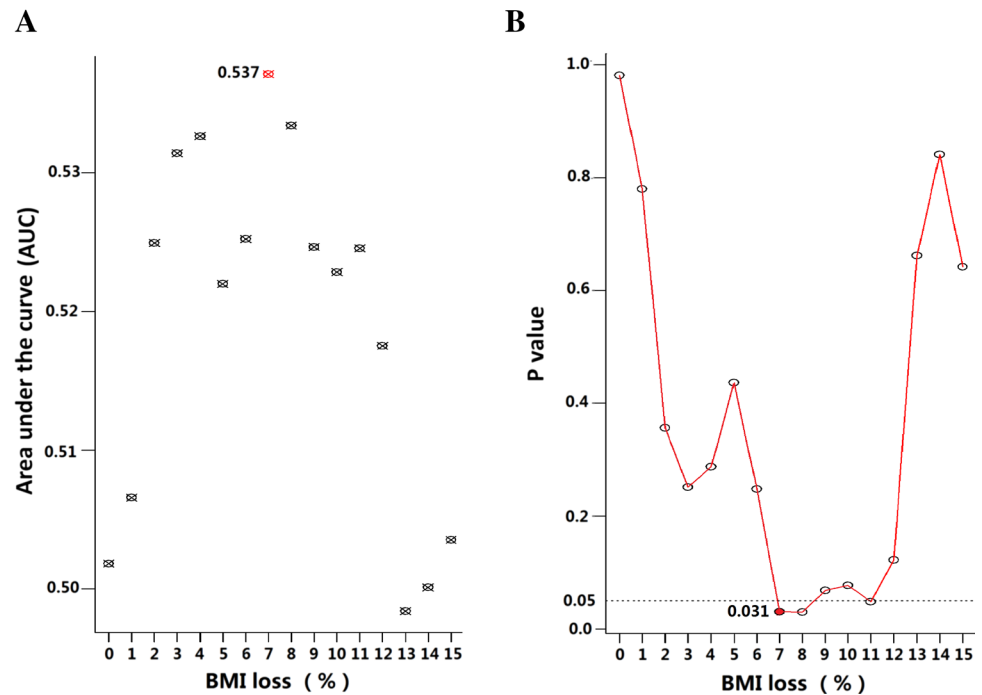 A
0.537
0.53
0.52
0.51
0.50
Area under the curve (AUC)
0 1 2 3 4 5 6 7 8 9 10 11 12 13 14 15
BMI loss （%）
B
1.0
0.8
0.6
0.4
0.2
0.05
0.0
0.031
P value
0 1 2 3 4 5 6 7 8 9 10 11 12 13 14 15
BMI loss （%）